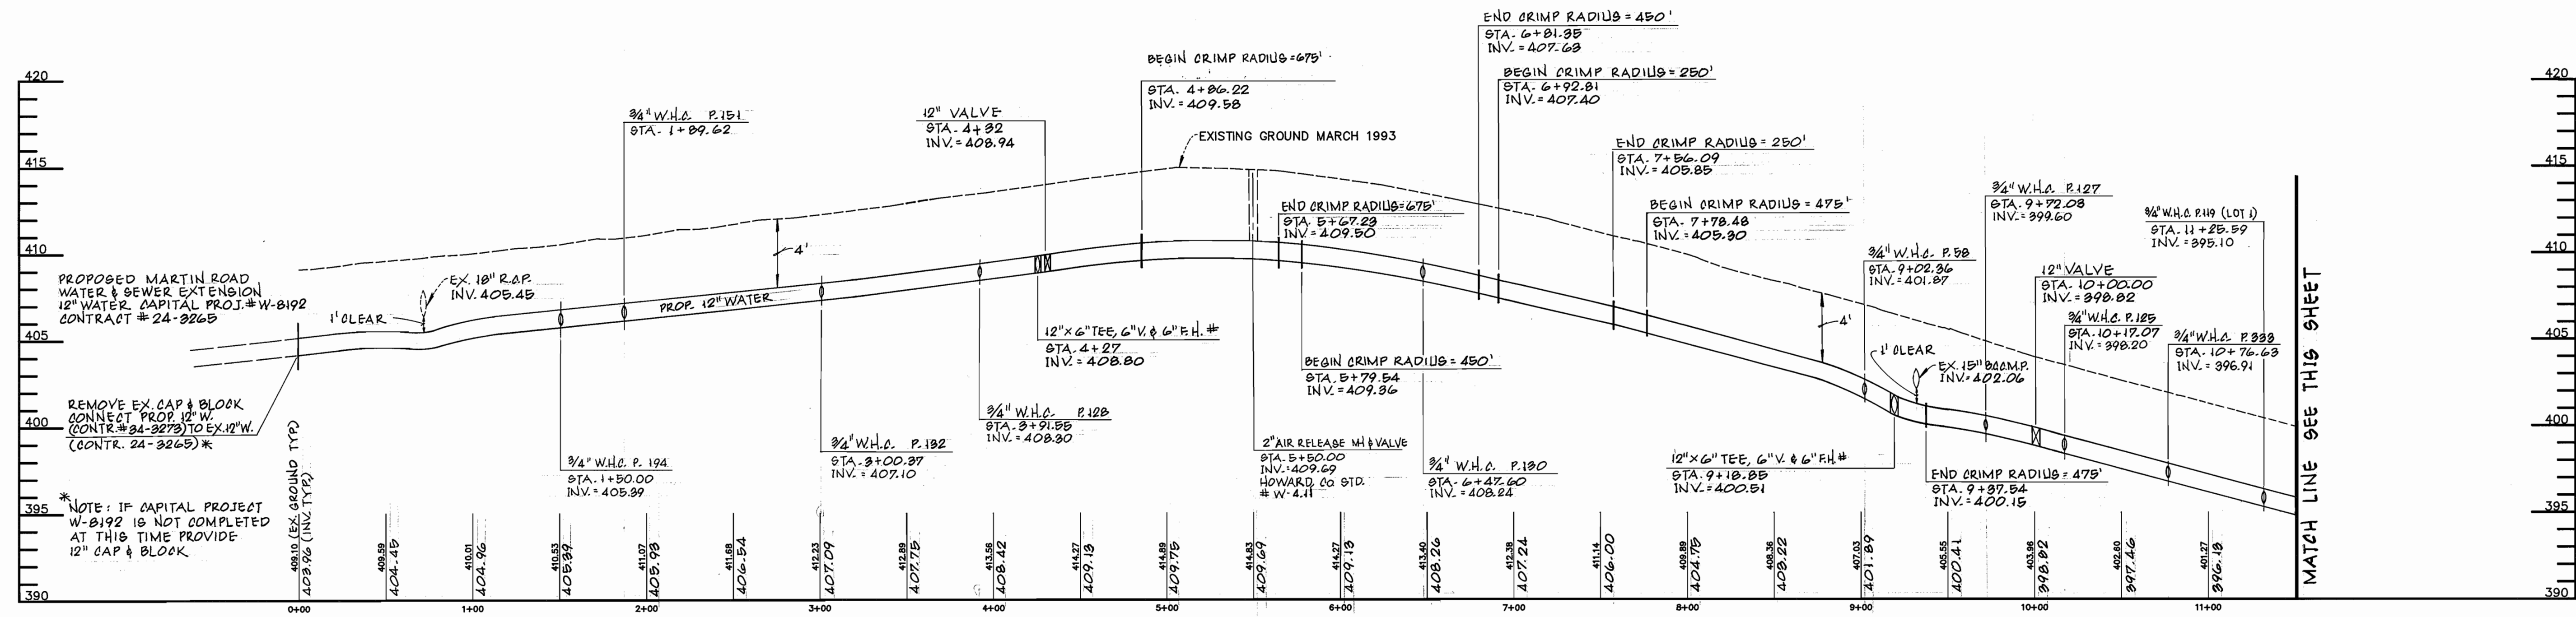 END CRIMP RADIUS = 450'
STA. 6+81.35
INV. = 407.63
BEGIN CRIMP RADIUS = 675'
STA. 4+86.22
INV. = 409.58
BEGIN CRIMP RADIUS = 250'
STA. 6+92.81
INV. = 407.40
420
420
3/4" W.H.C. P.151
STA. 1+89.62
12" VALVE
STA. 4+32
INV. = 408.94
EXISTING GROUND MARCH 1993
END CRIMP RADIUS = 250'
STA. 7+56.09
INV. = 405.85
415
415
3/4" W.H.C. P.127
STA. 9+72.08
INV. = 399.60
END CRIMP RADIUS = 675'
STA. 5+67.23
INV. = 409.50
BEGIN CRIMP RADIUS = 475'
STA. 7+78.48
INV. = 405.30
3/4" W.H.C. P.119 (LOT 1)
STA. 11+25.59
INV. = 395.10
410
410
4'
3/4" W.H.C. P. 58
STA. 9+02.36
INV. = 401.87
12" VALVE
STA. 10+00.00
INV. = 398.82
PROPOSED MARTIN ROAD
WATER & SEWER EXTENSION
12" WATER CAPITAL PROJ. # W-8192
CONTRACT # 24-3265
EX. 18" R.C.P.
INV. 405.45
1' CLEAR
PROP. 12" WATER
3/4" W.H.C. P.125
STA. 10+17.07
INV. = 398.20
3/4" W.H.C. P.333
STA. 10+76.63
INV. = 396.91
405
405
12" x 6" TEE, 6" V. & 6" F.H. #
STA. 4+27
INV. = 408.80
4'
BEGIN CRIMP RADIUS = 450'
STA. 5+79.54
INV. = 409.36
1' CLEAR
INV. = 402.06
REMOVE EX. CAP & BLOCK
CONNECT PROP. 12" W.
(CONTR. #34-3273) TO EX. 12" W.
(CONTR. 24-3265) *
400
400
3/4" W.H.C. P. 128
STA. 3+91.55
INV. = 408.30
3/4" W.H.C. P. 132
STA. 3+00.37
INV. = 407.10
2" AIR RELEASE MH & VALVE
STA. 5+50.00
INV. = 409.69
HOWARD CO STD.
# W-4.11
3/4" W.H.C. P. 194
STA. 1+50.00
INV. = 405.39
3/4" W.H.C. P. 130
STA. 6+47.60
INV. = 408.24
12" x 6" TEE, 6" V. & 6" F.H. #
STA. 9+18.85
INV. = 400.51
END CRIMP RADIUS = 475'
STA. 9+37.54
INV. = 400.15
*
NOTE: IF CAPITAL PROJECT
W-8192 IS NOT COMPLETED
AT THIS TIME PROVIDE
12" CAP & BLOCK
395
395
409.10 (EX. GROUND TYP.)
403.96 (INV. TYP.)
409.59
404.45
410.01
404.96
410.53
405.39
411.07
405.93
411.68
406.54
412.23
407.09
412.89
407.75
413.56
408.42
414.27
409.13
414.89
409.75
414.83
409.69
414.27
409.13
413.40
408.26
412.38
407.24
411.14
406.00
409.89
404.75
408.36
403.22
407.03
401.89
405.55
400.41
403.96
398.82
402.60
397.46
401.27
396.13
390
390
0+00
1+00
2+00
3+00
4+00
5+00
6+00
7+00
8+00
9+00
10+00
11+00
MATCH LINE SEE THIS SHEET